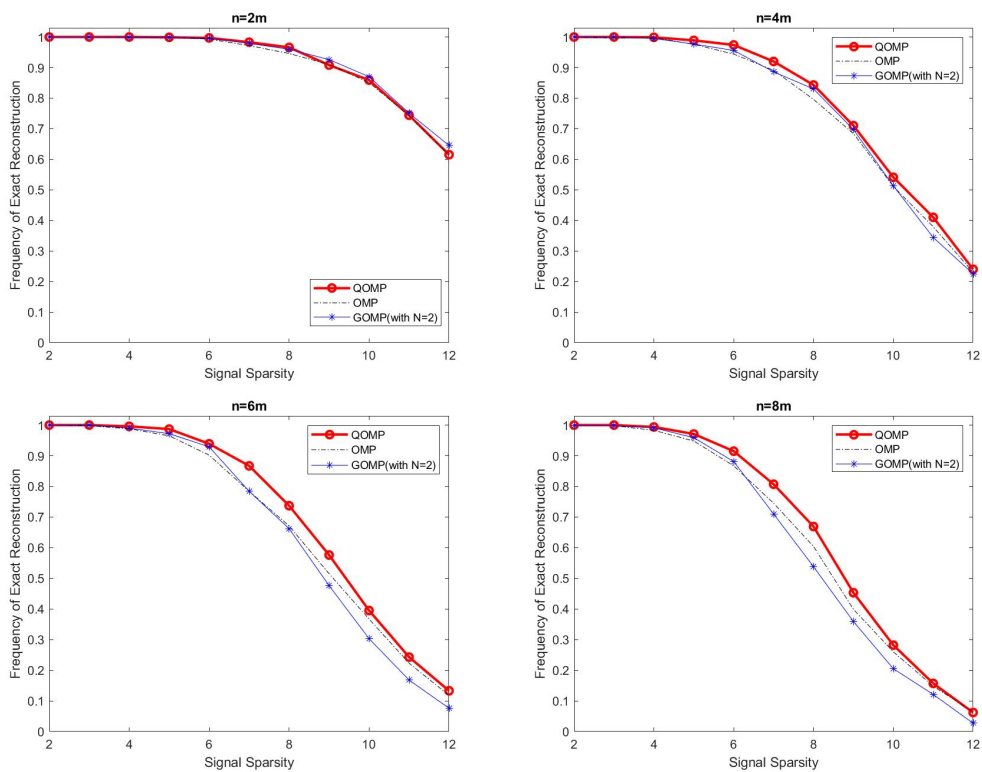 n=2m
1
0.9
0.8
0.7
0.6
0.5
0.4
0.3
0.2
0.1
0
Frequency of Exact Reconstruction
QOMP
OMP
GOMP(with N=2)
2 4 6 8 10 12
Signal Sparsity
n=4m
1
0.9
0.8
0.7
0.6
0.5
0.4
0.3
0.2
0.1
0
Frequency of Exact Reconstruction
QOMP
OMP
GOMP(with N=2)
2 4 6 8 10 12
Signal Sparsity
n=6m
1
0.9
0.8
0.7
0.6
0.5
0.4
0.3
0.2
0.1
0
Frequency of Exact Reconstruction
QOMP
OMP
GOMP(with N=2)
2 4 6 8 10 12
Signal Sparsity
n=8m
1
0.9
0.8
0.7
0.6
0.5
0.4
0.3
0.2
0.1
0
Frequency of Exact Reconstruction
QOMP
OMP
GOMP(with N=2)
2 4 6 8 10 12
Signal Sparsity